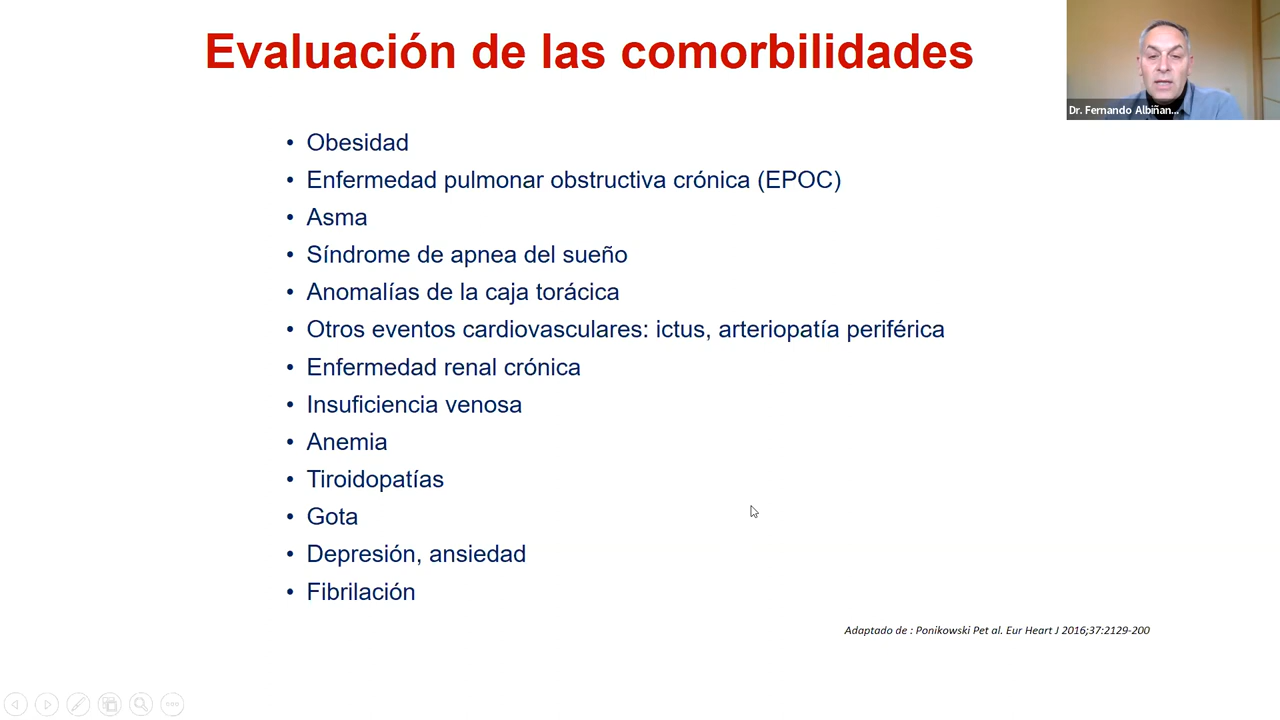 Evaluación de las comorbilidades
Dr. Fernando Albiñan...
• Obesidad
• Enfermedad pulmonar obstructiva crónica (EPOC)
• Asma
• Síndrome de apnea del sueño
• Anomalías de la caja torácica
• Otros eventos cardiovasculares: ictus, arteriopatía periférica
• Enfermedad renal crónica
• Insuficiencia venosa
• Anemia
• Tiroidopatías
• Gota
• Depresión, ansiedad
• Fibrilación
Adaptado de : Ponikowski Pet al. Eur Heart J 2016;37:2129-200